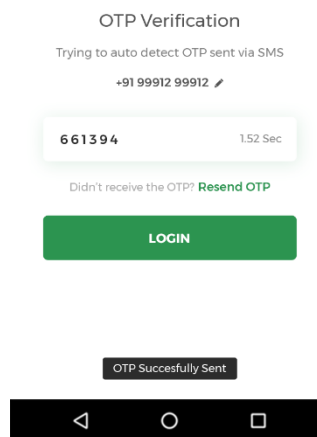 OTP Verification
Trying to auto detect OTP sent via SMS
+91 99912 99912
661394 1.52 Sec
Didn't receive the OTP? Resend OTP
LOGIN
OTP Succesfully Sent